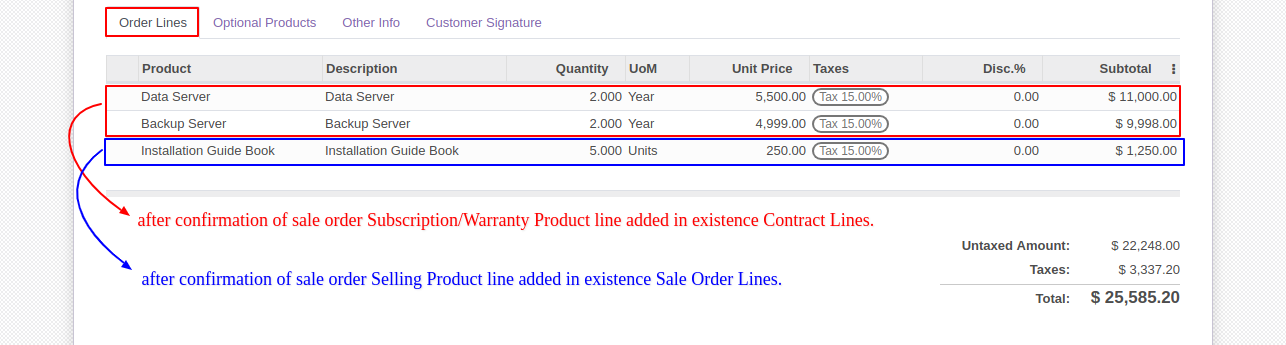 Order Lines Optional Products Other Info Customer Signature
Product Description Quantity UoM Unit Price Taxes Disc.% Subtotal
Data Server Data Server 2.000 Year 5,500.00 Tax 15.00% 0.00 $ 11,000.00
Backup Server Backup Server 2.000 Year 4,999.00 Tax 15.00% 0.00 $ 9,998.00
Installation Guide Book Installation Guide Book 5.000 Units 250.00 Tax 15.00% 0.00 $ 1,250.00
after confirmation of sale order Subscription/Warranty Product line added in existence Contract Lines.
Untaxed Amount: $ 22,248.00
Taxes: $ 3,337.20
after confirmation of sale order Selling Product line added in existence Sale Order Lines.
Total: $ 25,585.20